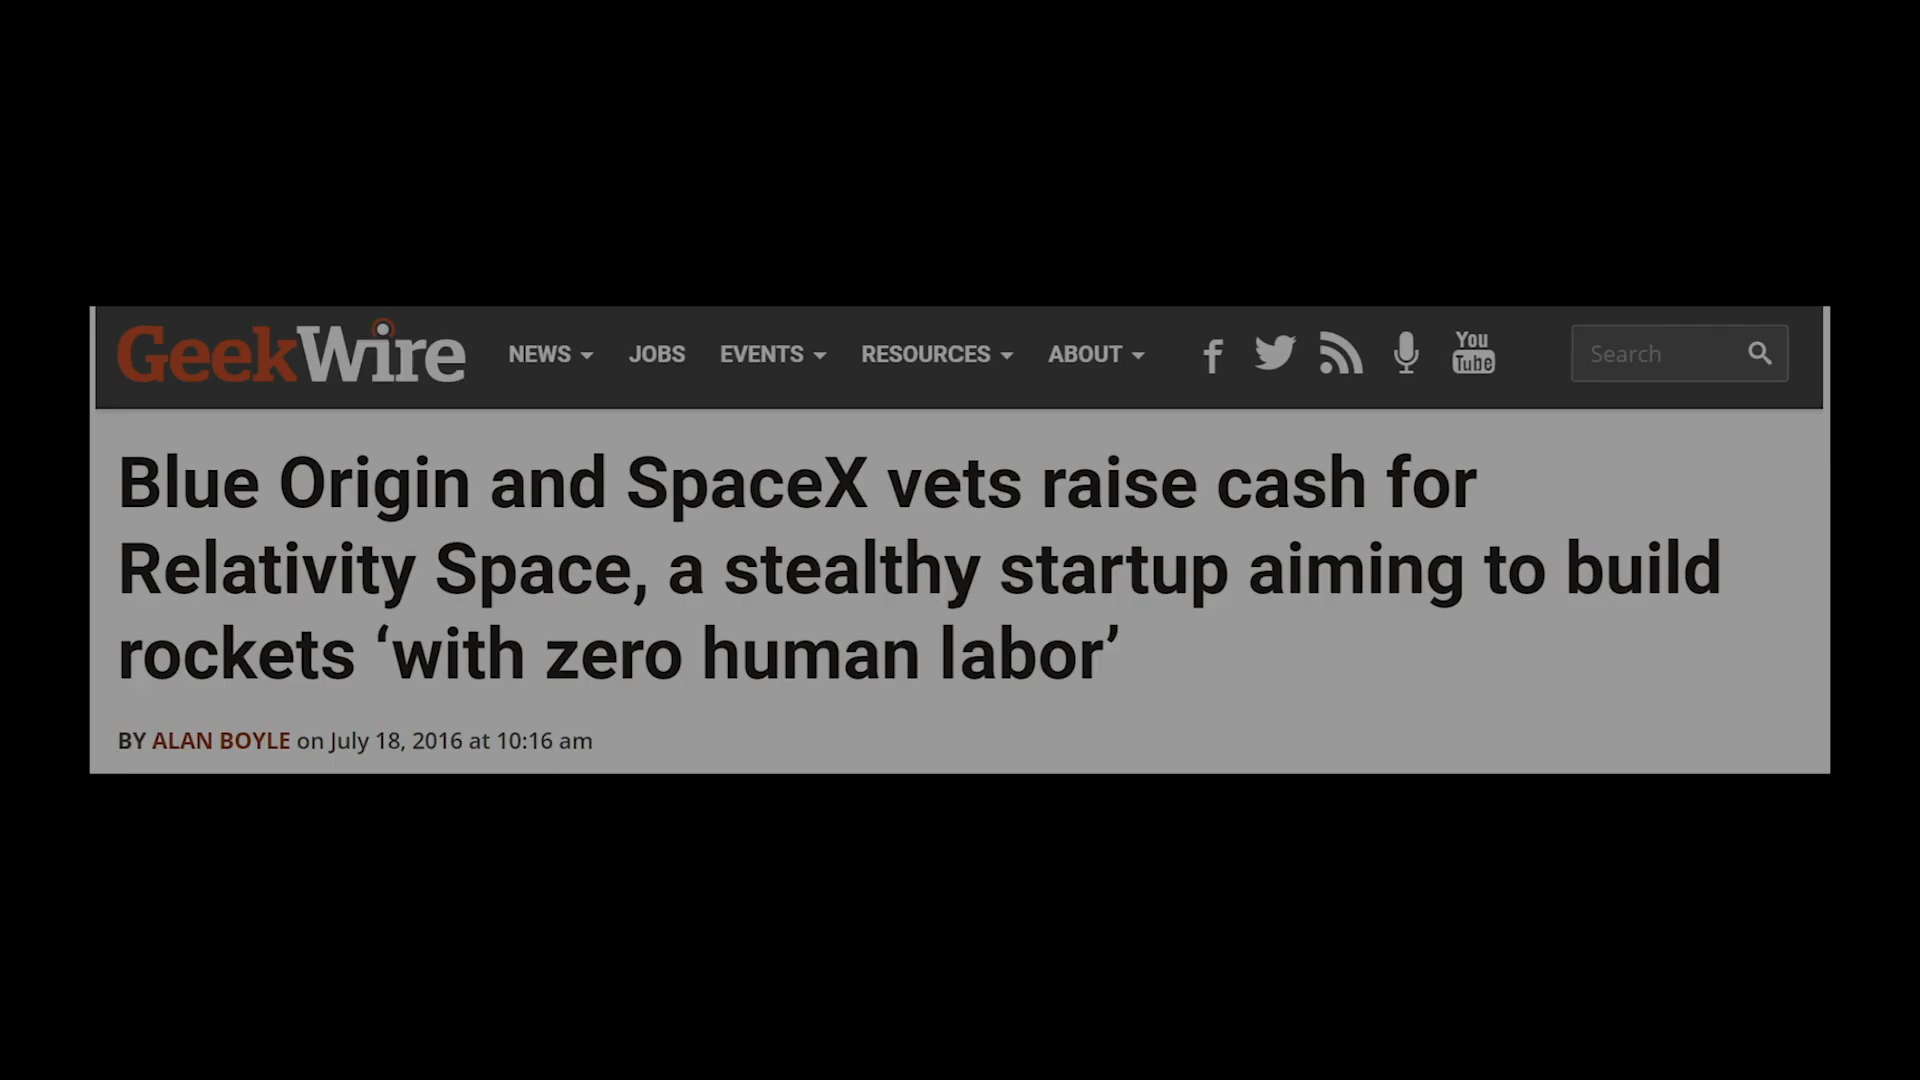 GeekWire NEWS JOBS EVENTS RESOURCES ABOUT You Tube Search
Blue Origin and SpaceX vets raise cash for
Relativity Space, a stealthy startup aiming to build
rockets ‘with zero human labor’
BY ALAN BOYLE on July 18, 2016 at 10:16 am